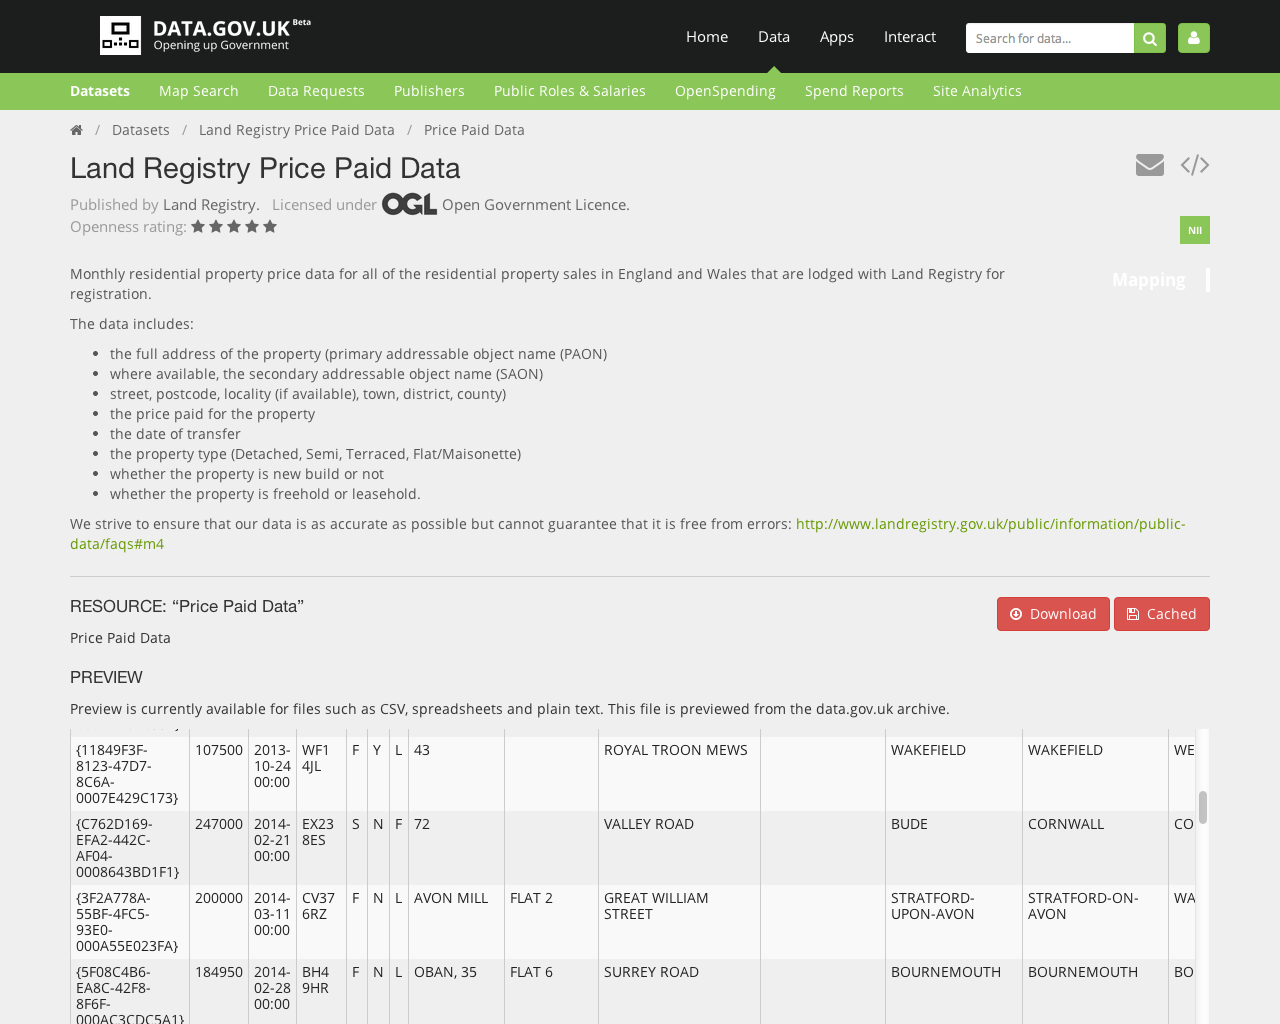 DATA.GOV.UK Beta
Opening up Government
Home Data Apps Interact Search for data...
Datasets Map Search Data Requests Publishers Public Roles & Salaries OpenSpending Spend Reports Site Analytics
/ Datasets / Land Registry Price Paid Data / Price Paid Data
Land Registry Price Paid Data
Published by Land Registry. Licensed under OGL Open Government Licence.
Openness rating:
NII
Mapping
Monthly residential property price data for all of the residential property sales in England and Wales that are lodged with Land Registry for
registration.
The data includes:
• the full address of the property (primary addressable object name (PAON)
• where available, the secondary addressable object name (SAON)
• street, postcode, locality (if available), town, district, county)
• the price paid for the property
• the date of transfer
• the property type (Detached, Semi, Terraced, Flat/Maisonette)
• whether the property is new build or not
• whether the property is freehold or leasehold.
We strive to ensure that our data is as accurate as possible but cannot guarantee that it is free from errors: http://www.landregistry.gov.uk/public/information/public-
data/faqs#m4
RESOURCE: “Price Paid Data”
Download Cached
Price Paid Data
PREVIEW
Preview is currently available for files such as CSV, spreadsheets and plain text. This file is previewed from the data.gov.uk archive.
{11849F3F- 107500 2013- WF1 F Y L 43 ROYAL TROON MEWS WAKEFIELD WAKEFIELD WE
8123-47D7- 10-24 4JL
8C6A- 00:00
0007E429C173}
{C762D169- 247000 2014- EX23 S N F 72 VALLEY ROAD BUDE CORNWALL CO
EFA2-442C- 02-21 8ES
AF04- 00:00
0008643BD1F1}
{3F2A778A- 200000 2014- CV37 F N L AVON MILL FLAT 2 GREAT WILLIAM STRATFORD- STRATFORD-ON- WA
55BF-4FC5- 03-11 6RZ STREET UPON-AVON AVON
93E0- 00:00
000A55E023FA}
{5F08C4B6- 184950 2014- BH4 F N L OBAN, 35 FLAT 6 SURREY ROAD BOURNEMOUTH BOURNEMOUTH BO
EA8C-42F8- 02-28 9HR
8F6F- 00:00
000AC3CDC5A1}